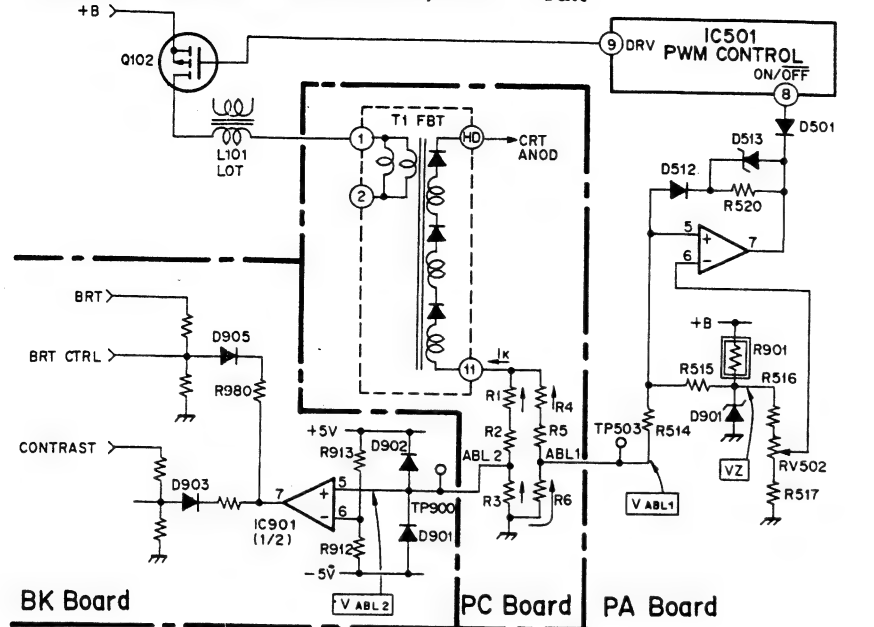 +B
Q102
L101
LOT
9
DRV
IC501
PWM CONTROL
ON/OFF
8
D501
D513
D512
R520
5
+
7
6
−
T1 FBT
1
2
HD
CRT
ANOD
11
IK
+B
R901
R515
R516
D901
VZ
RV502
R517
TP503
R514
V ABL1
R1
R4
R2
R5
ABL 2
ABL1
R3
R6
BRT
D905
BRT CTRL
R980
CONTRAST
D903
7
+5V
R913
D902
5
+
6
−
IC901
(1/2)
TP900
R912
D901
−5V
V ABL 2
BK Board
PC Board
PA Board